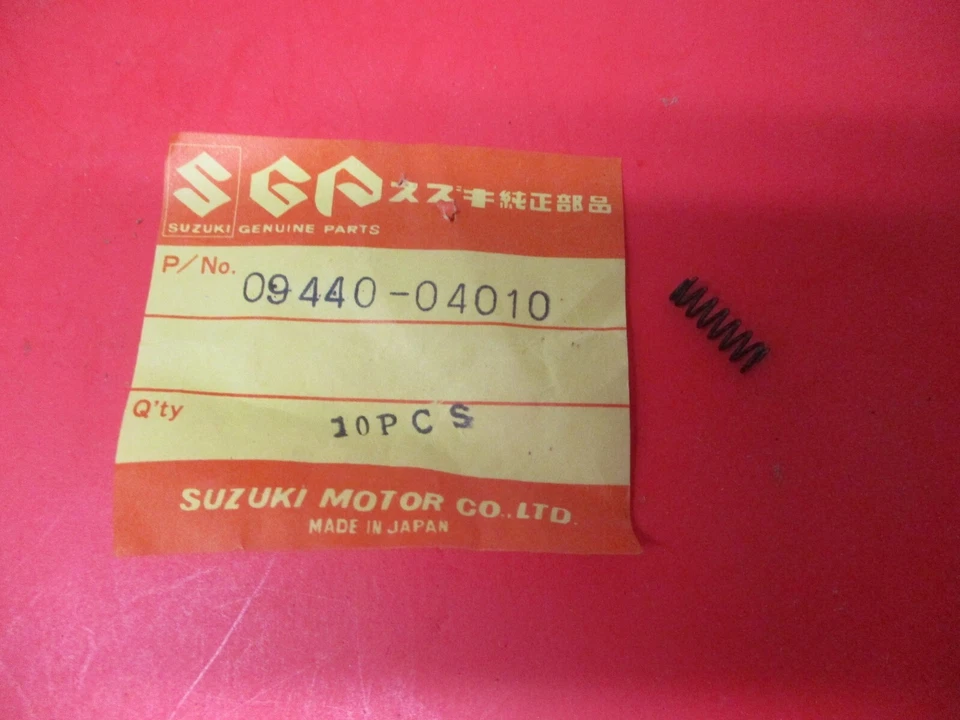 SGP スズキ純正部品
SUZUKI GENUINE PARTS
P/No. 09440-04010
Q'ty 10PCS
SUZUKI MOTOR CO.,LTD.
MADE IN JAPAN